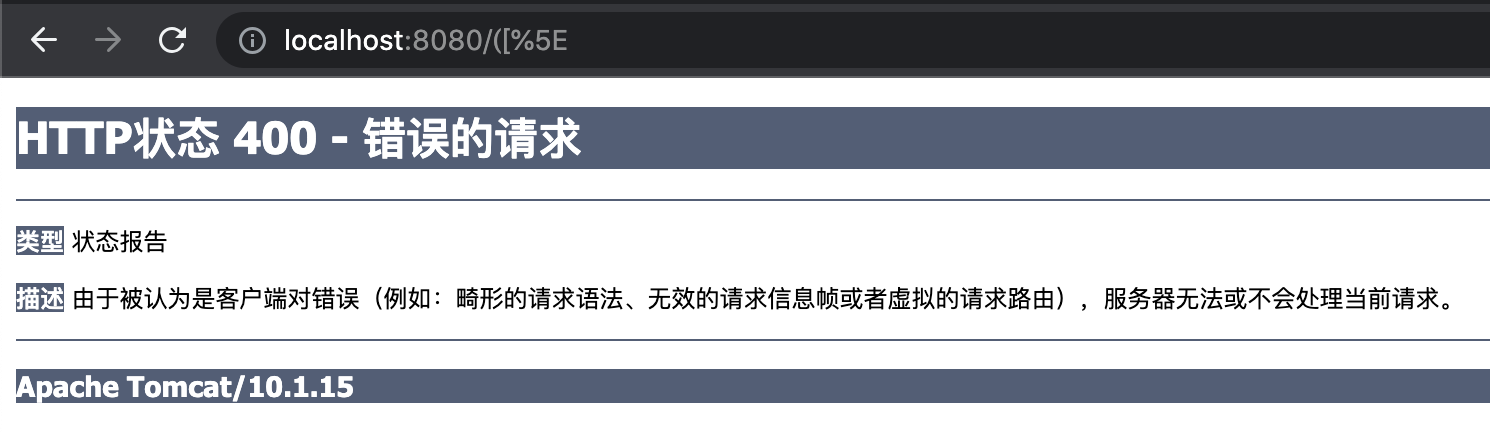 localhost:8080/([%5E
HTTP状态 400 - 错误的请求
类型 状态报告
描述 由于被认为是客户端对错误（例如：畸形的请求语法、无效的请求信息帧或者虚拟的请求路由），服务器无法或不会处理当前请求。
Apache Tomcat/10.1.15